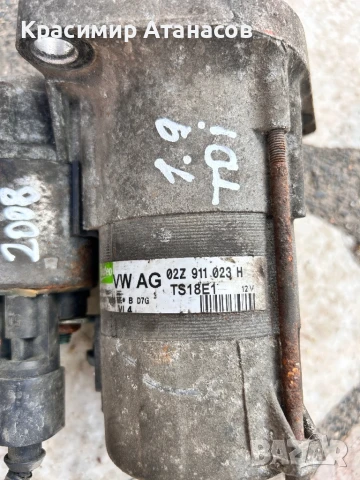 Красимир Атанасов
1.9
TDi
2008
VW AG 02Z 911 023 H
TS18E1
12V
B D7G
BAZAR